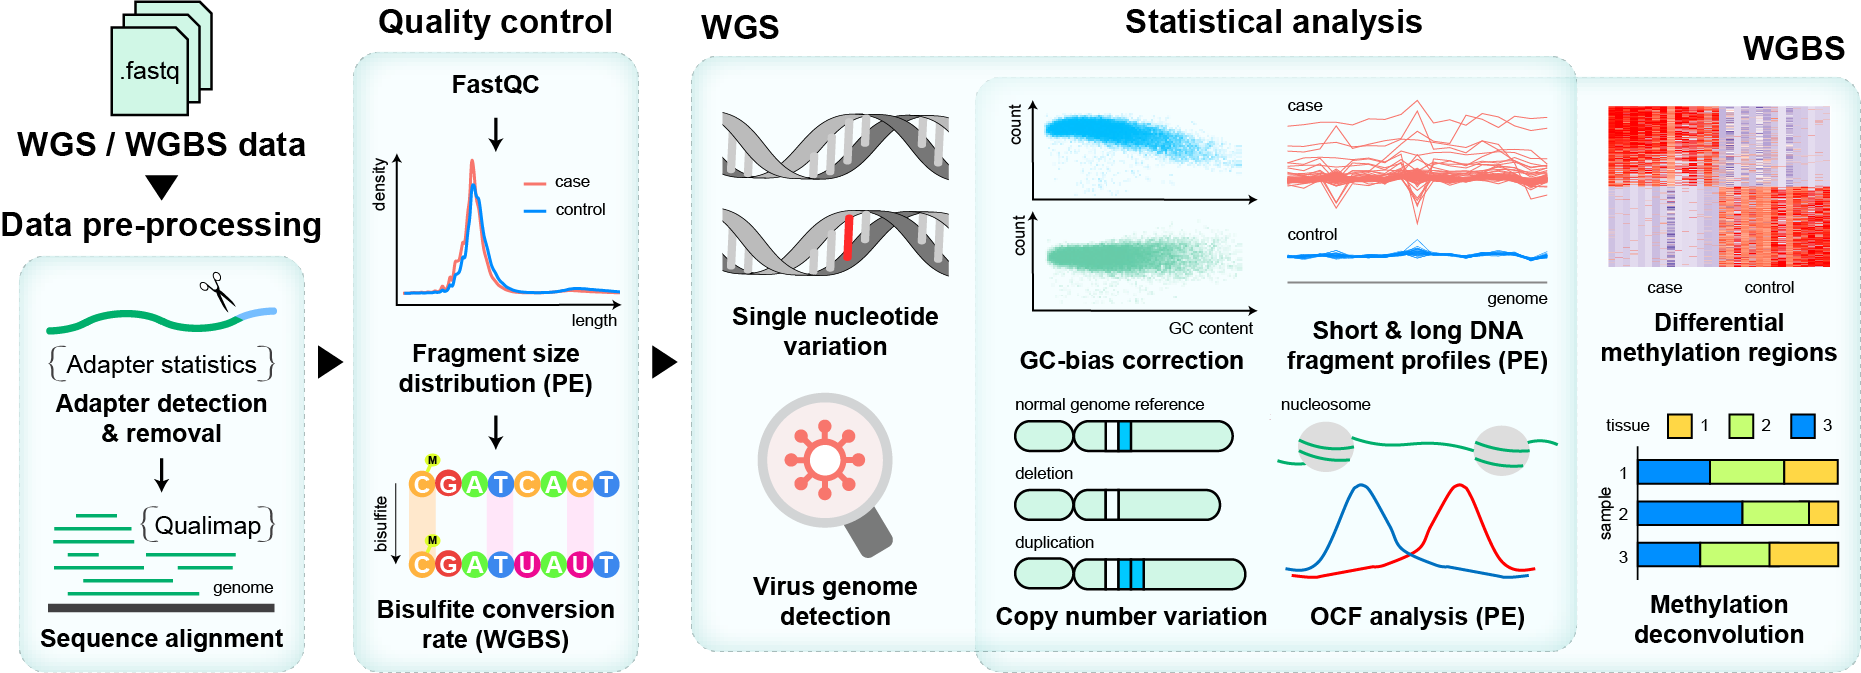 .fastq
WGS / WGBS data
Data pre-processing
Adapter statistics
Adapter detection
& removal
Qualimap
genome
Sequence alignment
Quality control
FastQC
density
case
control
length
Fragment size
distribution (PE)
M
C G A T C A C T
bisulfite
M
C G A T U A U T
Bisulfite conversion
rate (WGBS)
Statistical analysis
WGS
Single nucleotide
variation
Virus genome
detection
count
count
GC content
GC-bias correction
case
control
genome
Short & long DNA
fragment profiles (PE)
normal genome reference
deletion
duplication
Copy number variation
nucleosome
OCF analysis (PE)
WGBS
case control
Differential
methylation regions
tissue 1 2 3
sample
1
2
3
Methylation
deconvolution